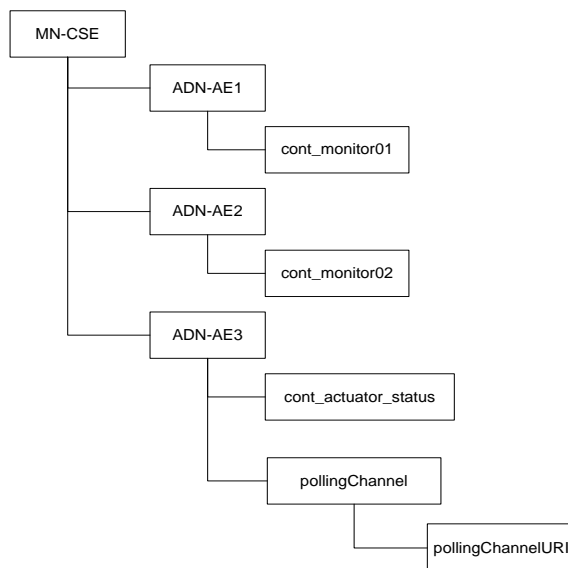 MN-CSE
ADN-AE1
cont_monitor01
ADN-AE2
cont_monitor02
ADN-AE3
cont_actuator_status
pollingChannel
pollingChannelURI